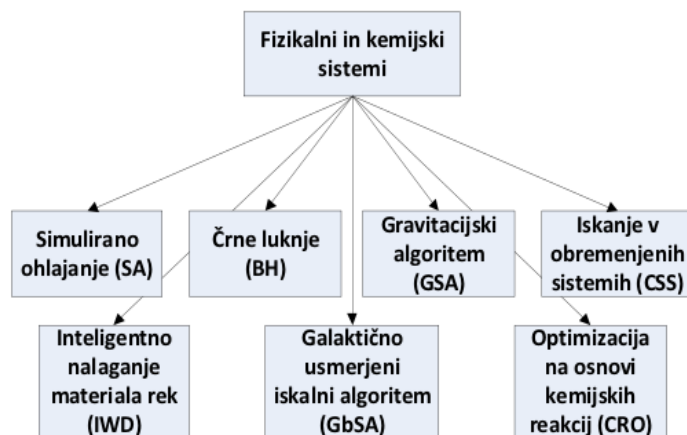 Fizikalni in kemijski
sistemi
Simulirano
ohlajanje (SA)
Črne luknje
(BH)
Gravitacijski
algoritem
(GSA)
Iskanje v
obremenjenih
sistemih (CSS)
Inteligentno
nalaganje
materiala rek
(IWD)
Galaktično
usmerjeni
iskalni algoritem
(GbSA)
Optimizacija
na osnovi
kemijskih
reakcij (CRO)